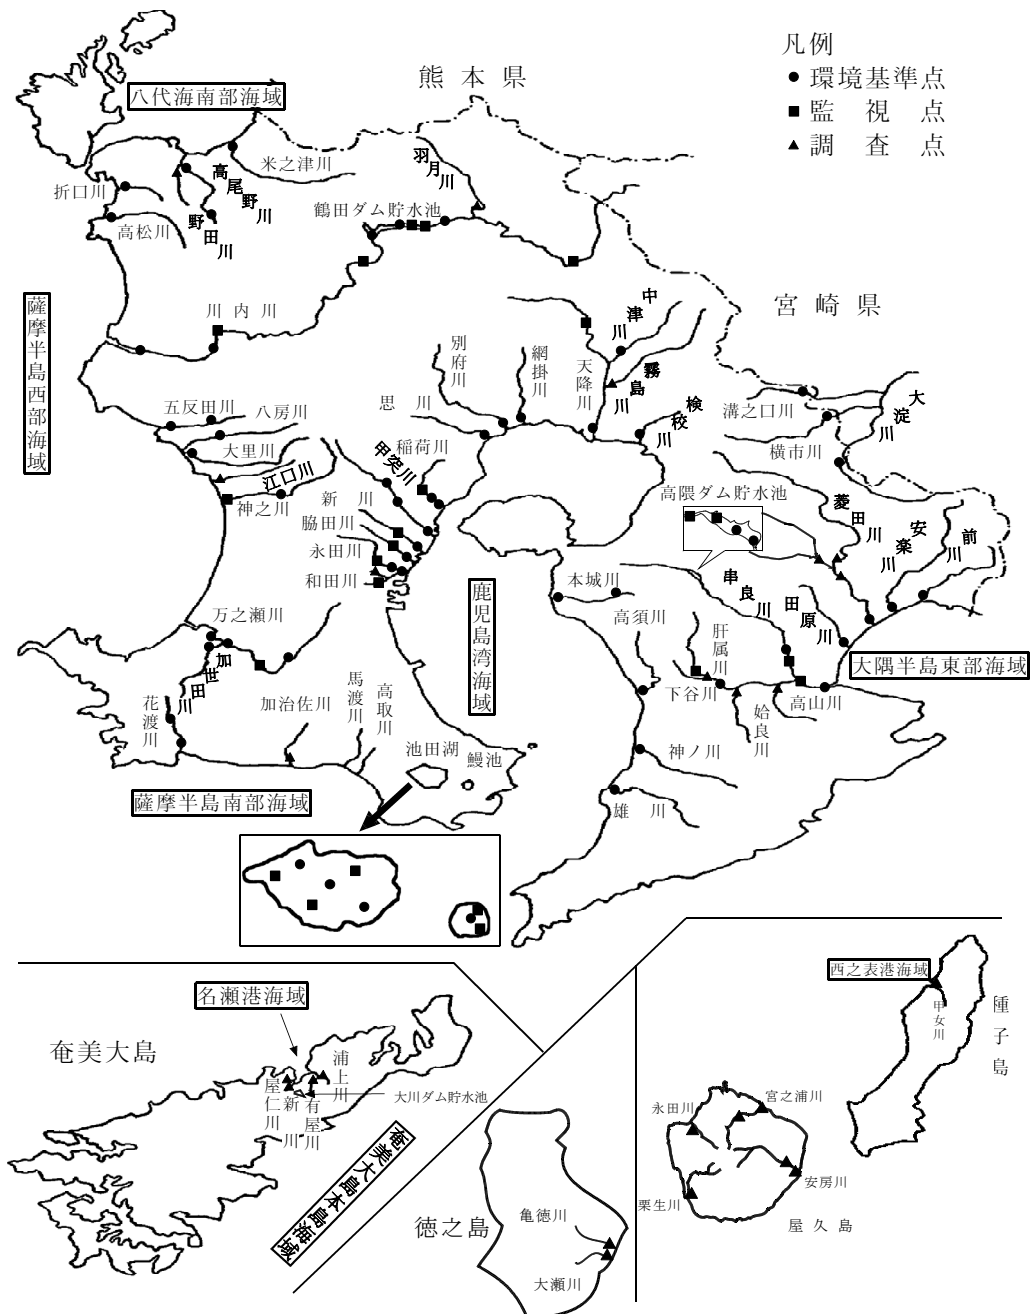 凡例
● 環境基準点
■ 監視点
▲ 調査点
熊本県
八代海南部海域
米之津川
羽月川
高尾野川
野田川
折口川
高松川
鶴田ダム貯水池
宮崎県
薩摩半島西部海域
川内川
中津川
霧島川
検校川
天降川
網掛川
別府川
思川
五反田川
八房川
大里川
江口川
神之川
稲荷川
甲突川
新川
脇田川
永田川
和田川
溝之口川
大淀川
横市川
高隈ダム貯水池
菱田川
安楽川
前川
本城川
高須川
串良川
田原川
肝属川
下谷川
姶良川
高山川
大隅半島東部海域
鹿児島湾海域
万之瀬川
加世田川
花渡川
加治佐川
馬渡川
高取川
池田湖
鰻池
神ノ川
雄川
薩摩半島南部海域
名瀬港海域
奄美大島
浦上川
屋仁川
新川
有屋川
大川ダム貯水池
奄美大島本島海域
徳之島
亀徳川
大瀬川
西之表港海域
甲女川
種子島
宮之浦川
永田川
安房川
栗生川
屋久島